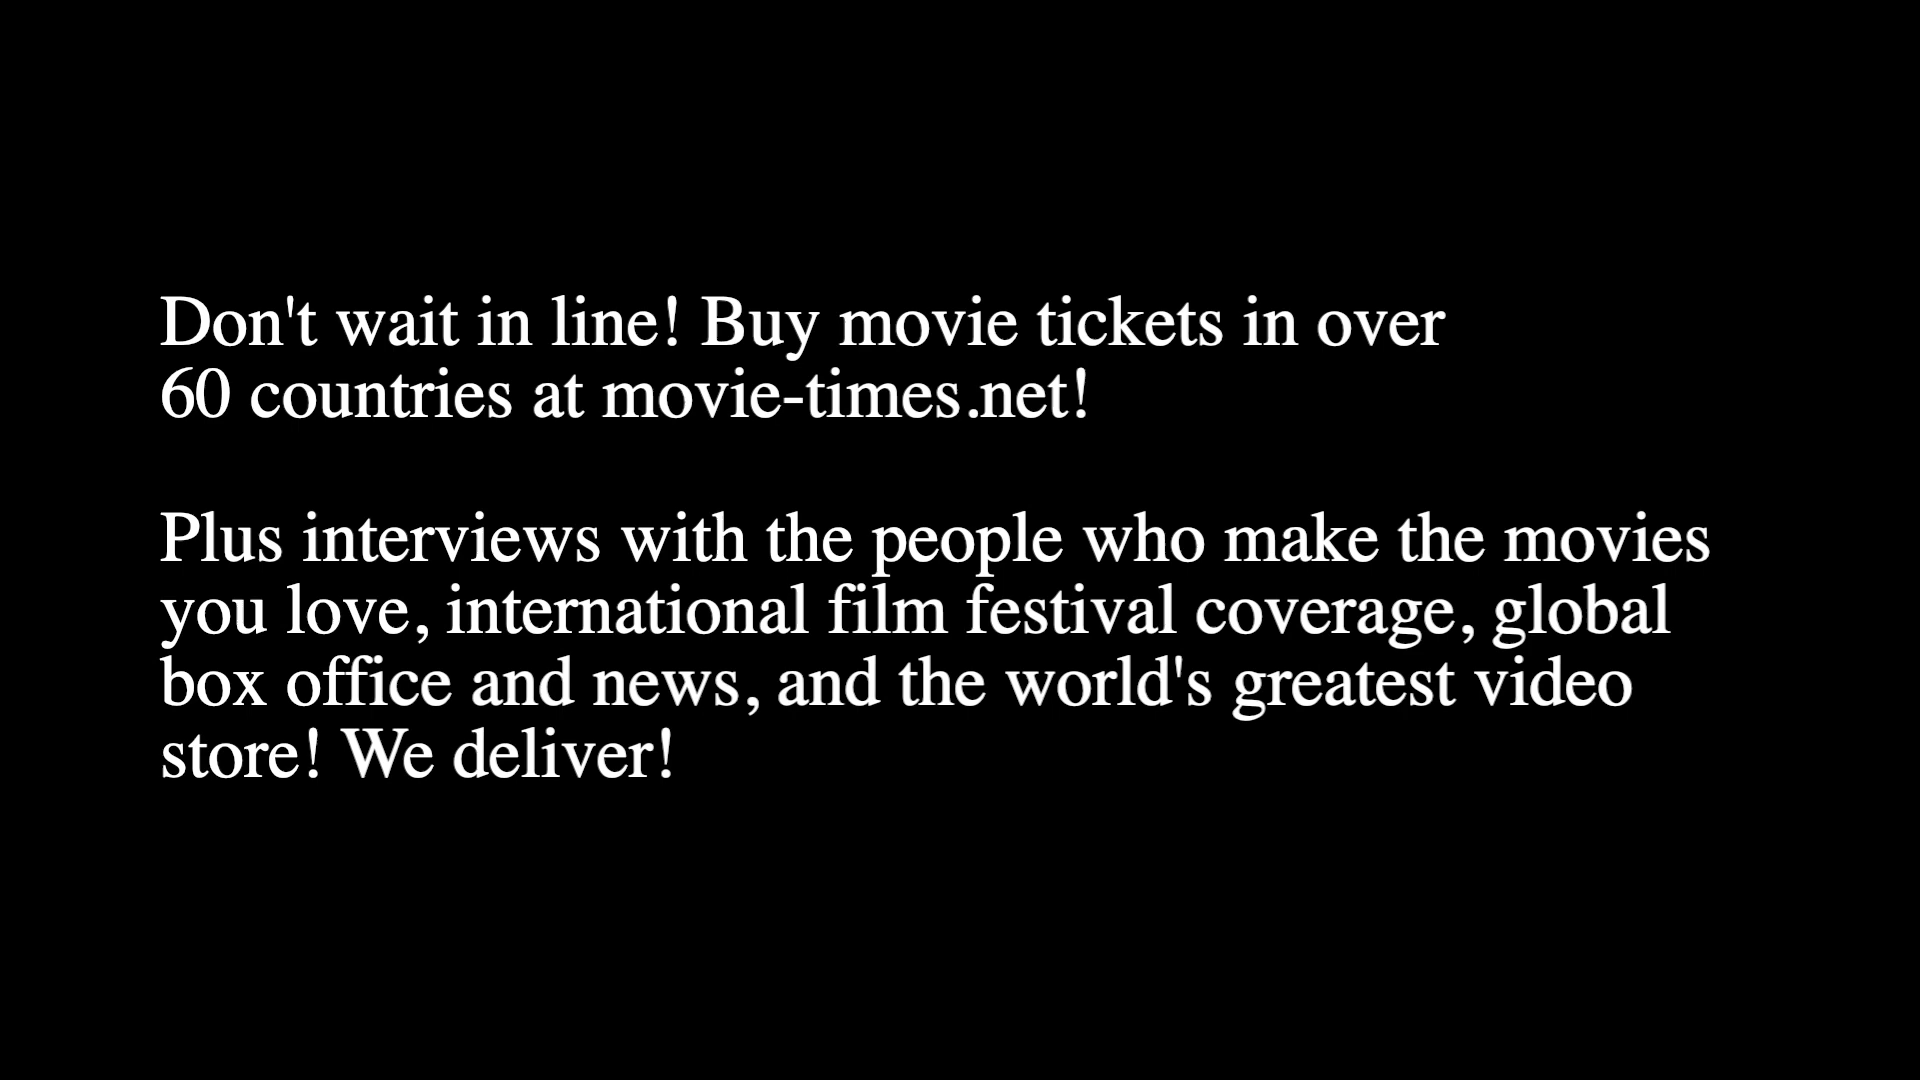 Don't wait in line! Buy movie tickets in over
60 countries at movie-times.net!
Plus interviews with the people who make the movies
you love, international film festival coverage, global
box office and news, and the world's greatest video
store! We deliver!